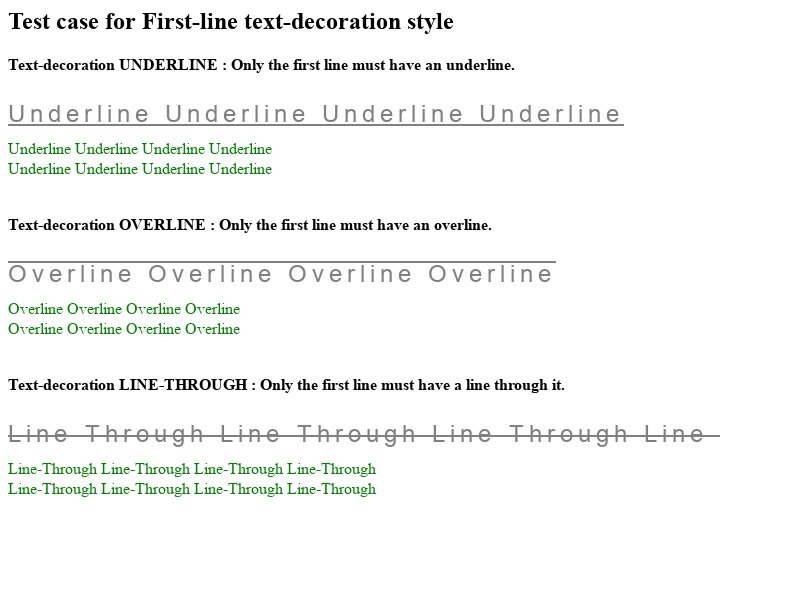 Test case for First-line text-decoration style
Text-decoration UNDERLINE : Only the first line must have an underline.
Underline Underline Underline Underline
Underline Underline Underline Underline
Underline Underline Underline Underline
Text-decoration OVERLINE : Only the first line must have an overline.
Overline Overline Overline Overline
Overline Overline Overline Overline
Overline Overline Overline Overline
Text-decoration LINE-THROUGH : Only the first line must have a line through it.
Line-Through Line-Through Line-Through Line-
Line-Through Line-Through Line-Through Line-Through
Line-Through Line-Through Line-Through Line-Through